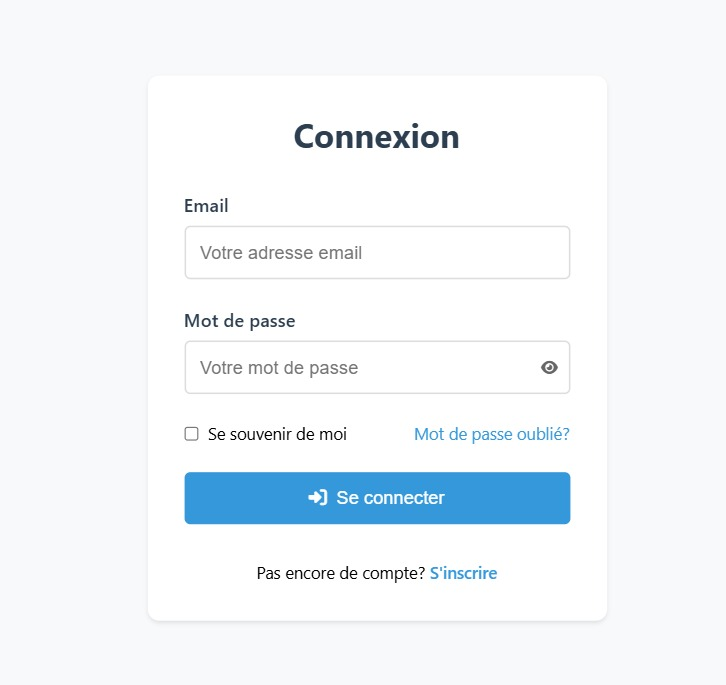 Connexion
Email
Votre adresse email
Mot de passe
Votre mot de passe
Se souvenir de moi Mot de passe oublié?
Se connecter
Pas encore de compte? S'inscrire